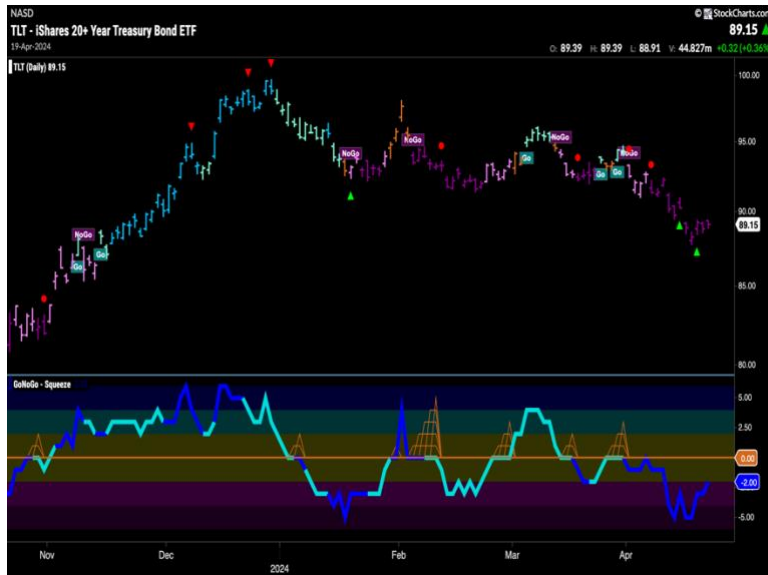 NASD
© StockCharts.com
TLT - iShares 20+ Year Treasury Bond ETF
89.15
19-Apr-2024
O: 89.39 H: 89.39 L: 88.91 V: 44.827m +0.32 (+0.36%
TLT (Daily) 89.15
100.00
95.00
90.00
89.15
85.00
80.00
NoGo
Go
Go
NoGo
NoGo
Go
NoGo
Go
Go
NoGo
GoNoGo - Squeeze
5.00
2.50
-0.00
-2.00
-5.00
Nov Dec 2024 Feb Mar Apr